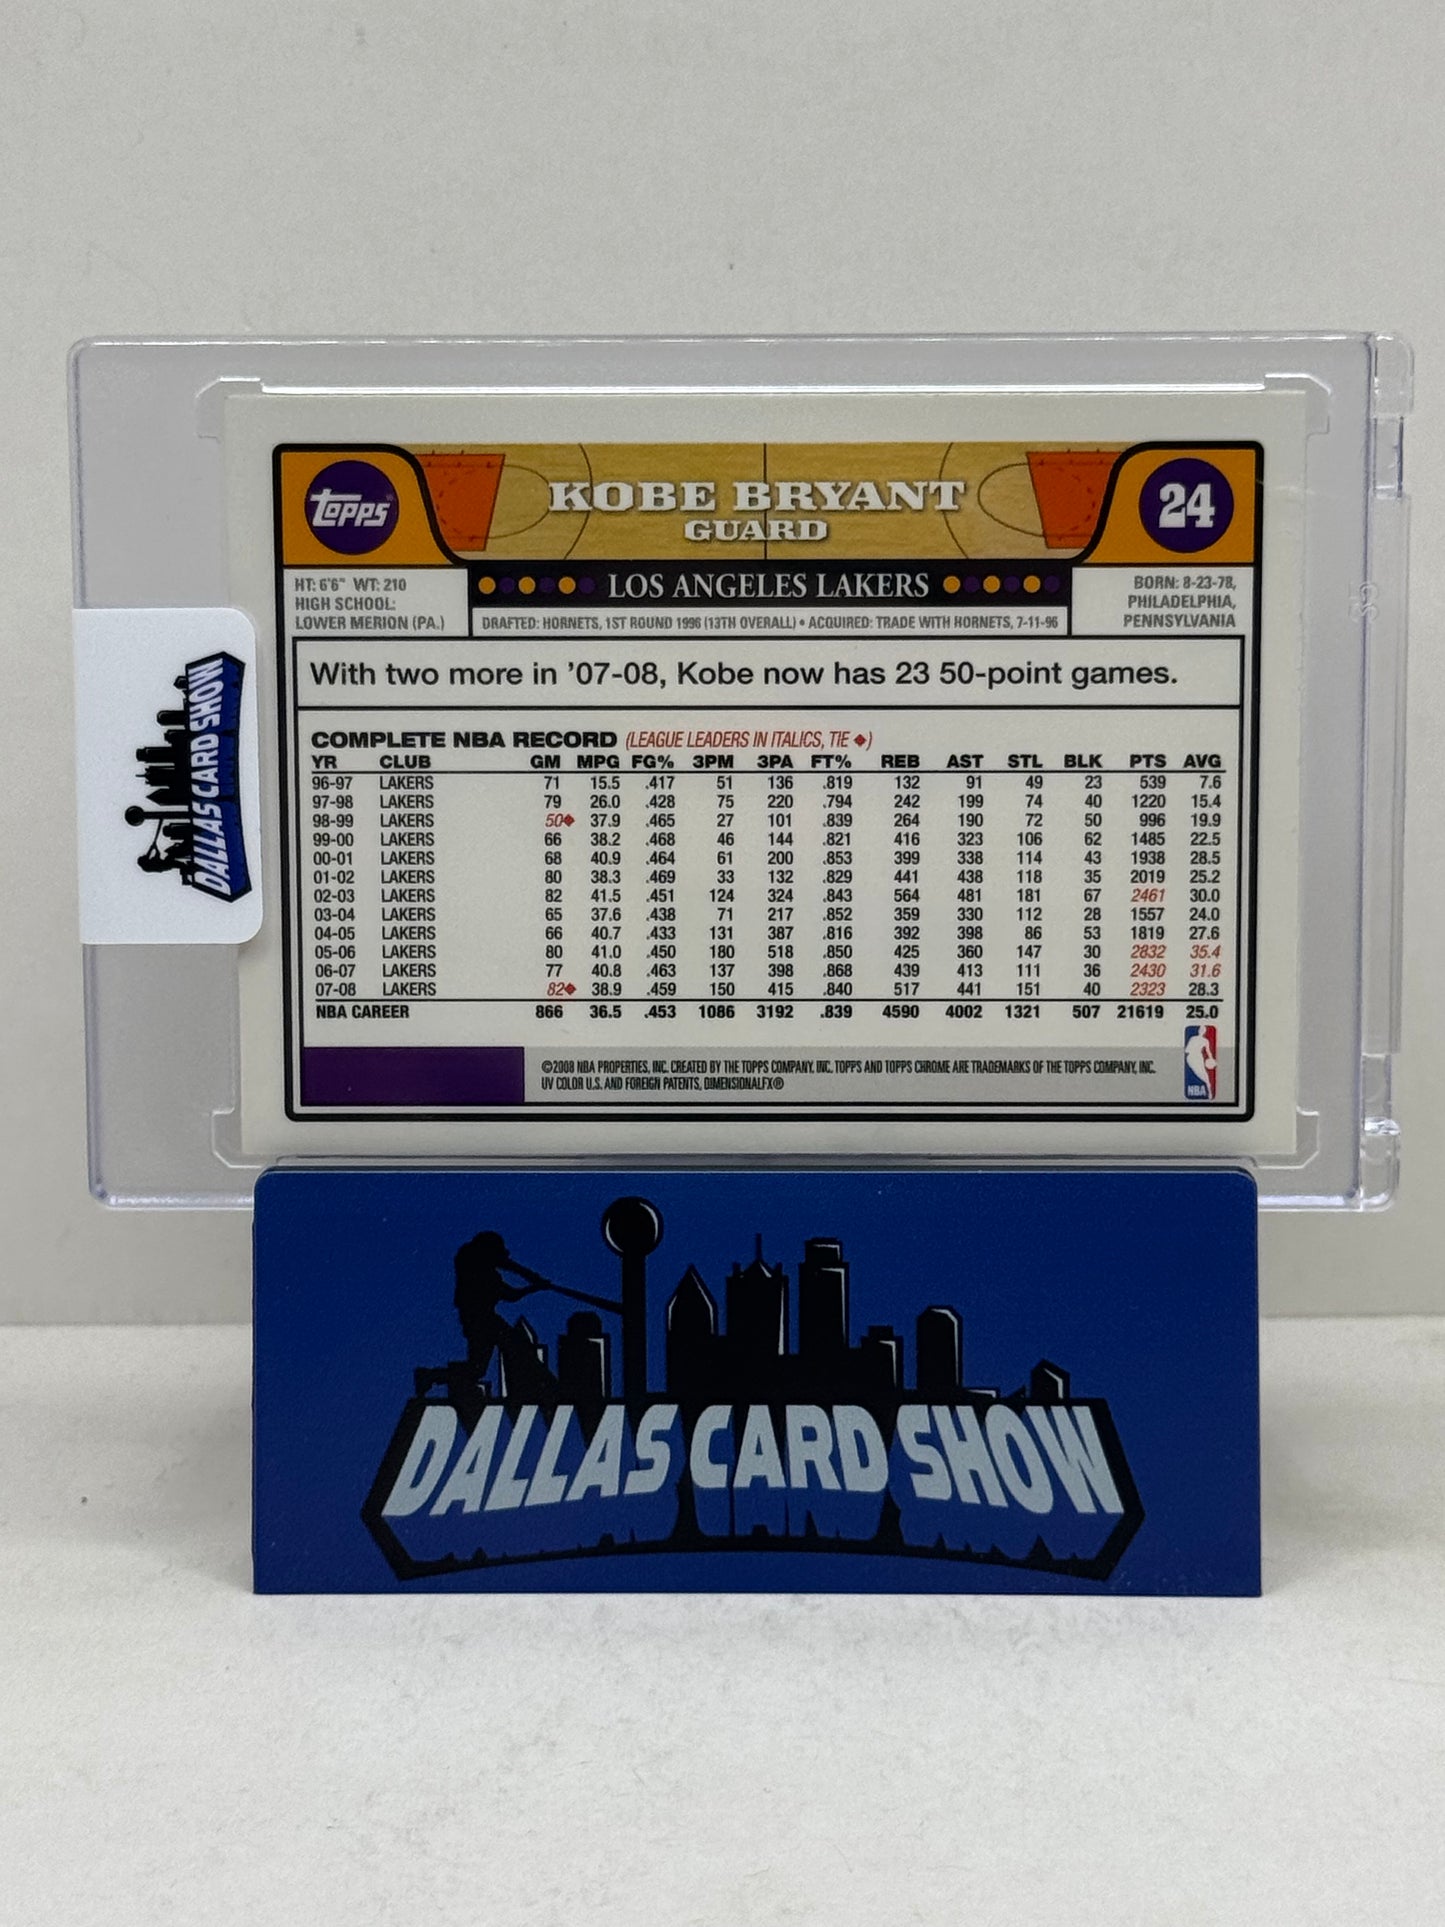 Topps
KOBE BRYANT
GUARD
24
HT: 6'6" WT: 210
HIGH SCHOOL:
LOWER MERION (PA.)
LOS ANGELES LAKERS
DRAFTED: HORNETS, 1ST ROUND 1996 (13TH OVERALL) • ACQUIRED: TRADE WITH HORNETS, 7-11-96
BORN: 8-23-78,
PHILADELPHIA,
PENNSYLVANIA
With two more in '07-08, Kobe now has 23 50-point games.
COMPLETE NBA RECORD (LEAGUE LEADERS IN ITALICS, TIE ◆)
YR CLUB GM MPG FG% 3PM 3PA FT% REB AST STL BLK PTS AVG
96-97 LAKERS 71 15.5 .417 51 136 .819 132 91 49 23 539 7.6
97-98 LAKERS 79 26.0 .428 75 220 .794 242 199 74 40 1220 15.4
98-99 LAKERS 50◆ 37.9 .465 27 101 .839 264 190 72 50 996 19.9
99-00 LAKERS 66 38.2 .468 46 144 .821 416 323 106 62 1485 22.5
00-01 LAKERS 68 40.9 .464 61 200 .853 399 338 114 43 1938 28.5
01-02 LAKERS 80 38.3 .469 33 132 .829 441 438 118 35 2019 25.2
02-03 LAKERS 82 41.5 .451 124 324 .843 564 481 181 67 2461 30.0
03-04 LAKERS 65 37.6 .438 71 217 .852 359 330 112 28 1557 24.0
04-05 LAKERS 66 40.7 .433 131 387 .816 392 398 86 53 1819 27.6
05-06 LAKERS 80 41.0 .450 180 518 .850 425 360 147 30 2832 35.4
06-07 LAKERS 77 40.8 .463 137 398 .868 439 413 111 36 2430 31.6
07-08 LAKERS 82◆ 38.9 .459 150 415 .840 517 441 151 40 2323 28.3
NBA CAREER 866 36.5 .453 1086 3192 .839 4590 4002 1321 507 21619 25.0
©2008 NBA PROPERTIES, INC. CREATED BY THE TOPPS COMPANY, INC. TOPPS AND TOPPS CHROME ARE TRADEMARKS OF THE TOPPS COMPANY, INC.
UV COLOR U.S. AND FOREIGN PATENTS, DIMENSIONALFX®
NBA
DALLAS CARD SHOW
DALLAS CARD SHOW